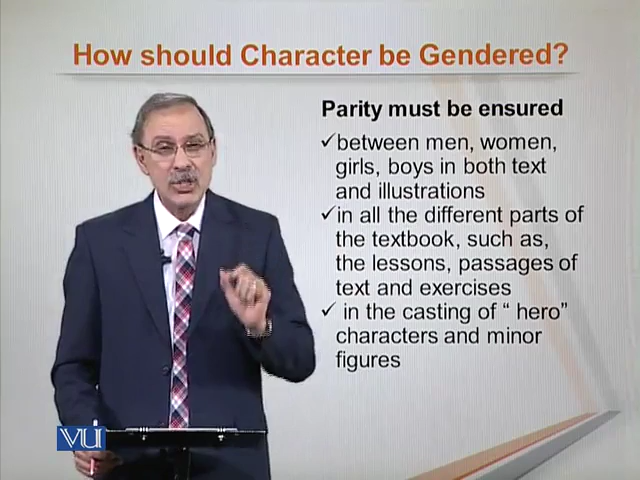 How should Character be Gendered?
Parity must be ensured
✓between men, women,
girls, boys in both text
and illustrations
✓in all the different parts of
the textbook, such as,
the lessons, passages of
text and exercises
✓ in the casting of “ hero”
characters and minor
figures
VU